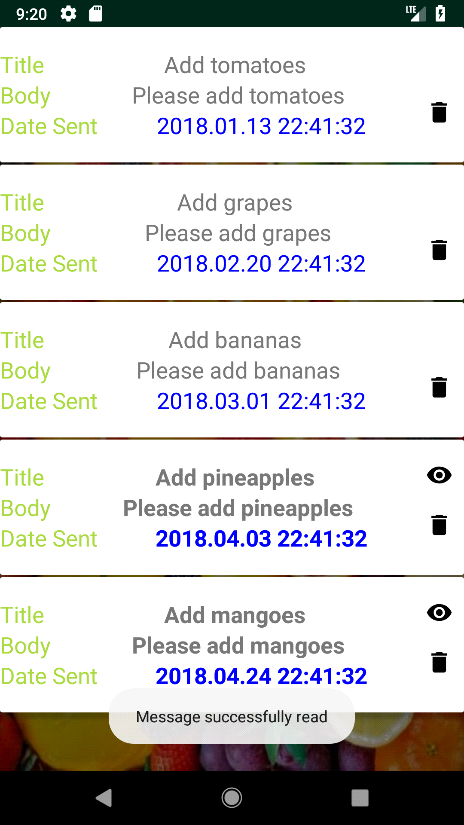 9:20 LTE
Title Add tomatoes
Body Please add tomatoes
Date Sent 2018.01.13 22:41:32
Title Add grapes
Body Please add grapes
Date Sent 2018.02.20 22:41:32
Title Add bananas
Body Please add bananas
Date Sent 2018.03.01 22:41:32
Title Add pineapples
Body Please add pineapples
Date Sent 2018.04.03 22:41:32
Title Add mangoes
Body Please add mangoes
Date Sent 2018.04.24 22:41:32
Message successfully read